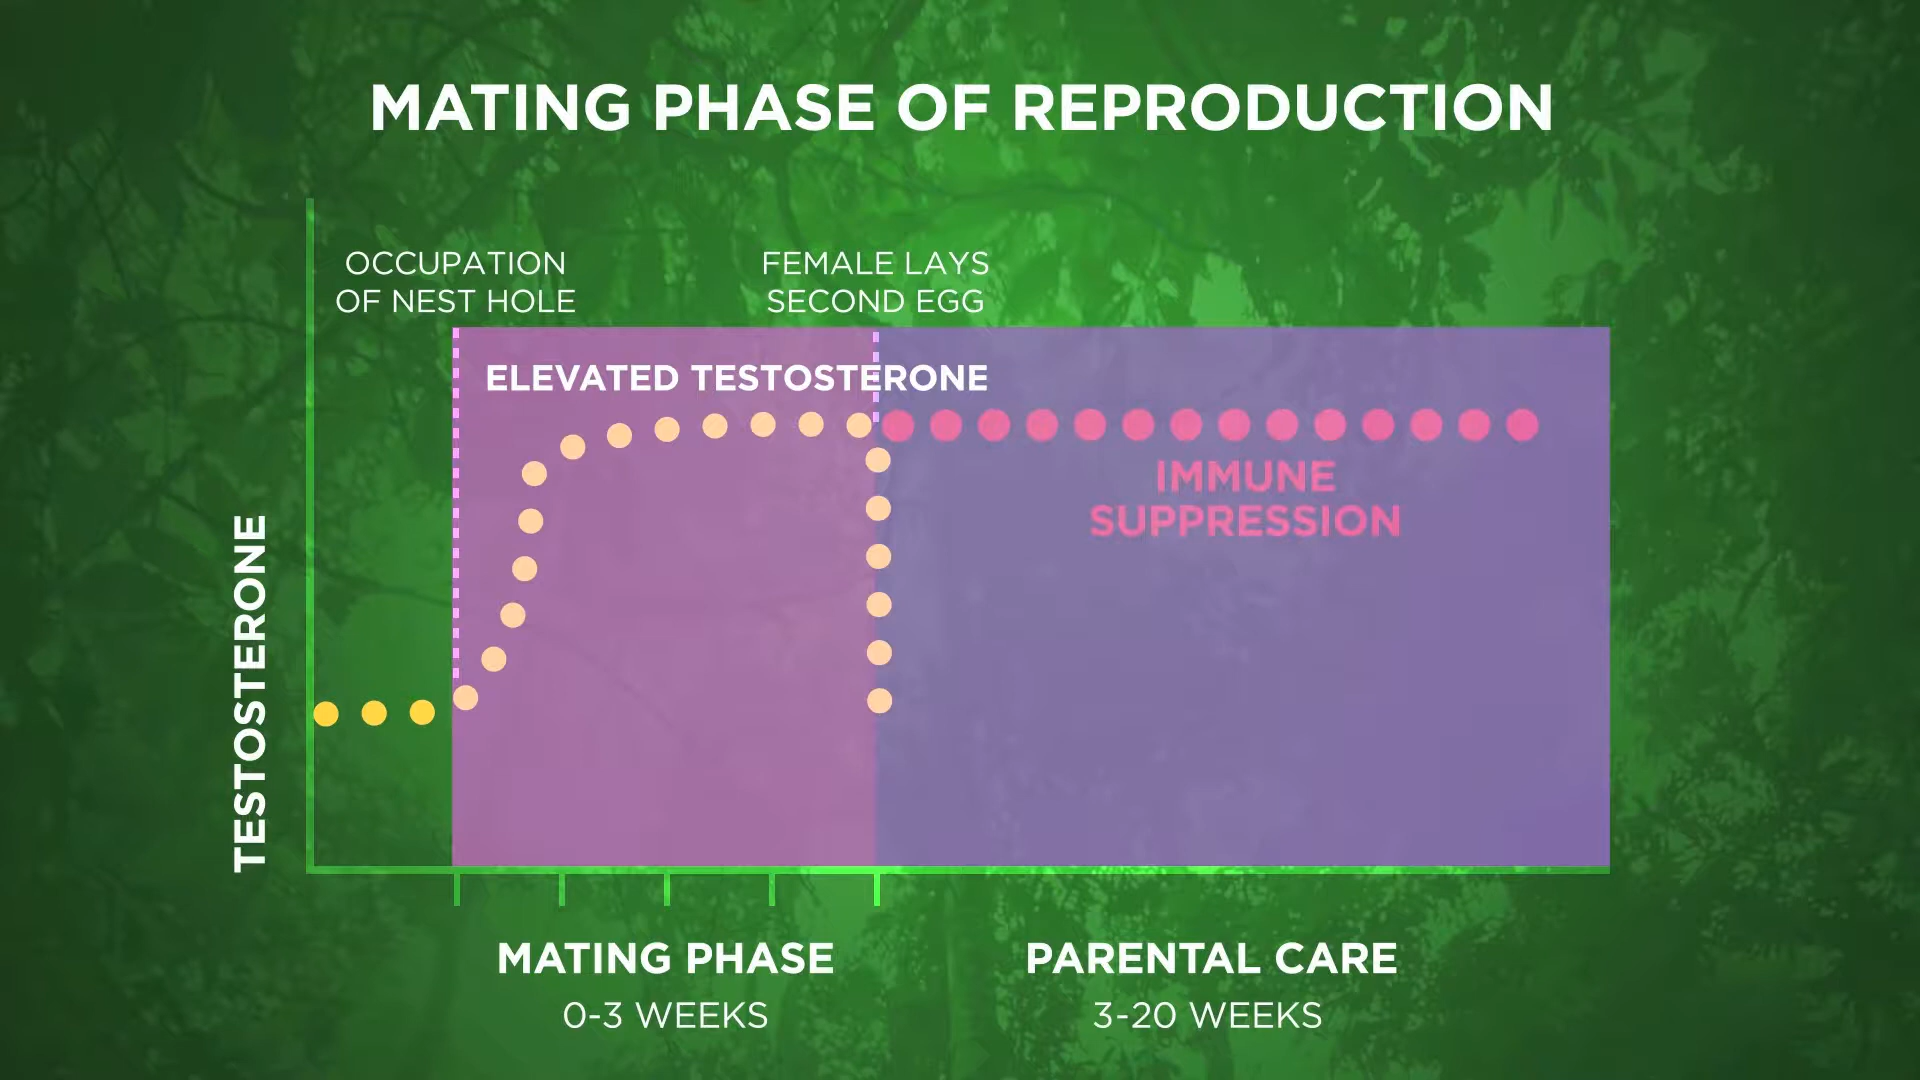 MATING PHASE OF REPRODUCTION
OCCUPATION
OF NEST HOLE
FEMALE LAYS
SECOND EGG
ELEVATED TESTOSTERONE
IMMUNE
SUPPRESSION
TESTOSTERONE
MATING PHASE
0-3 WEEKS
PARENTAL CARE
3-20 WEEKS